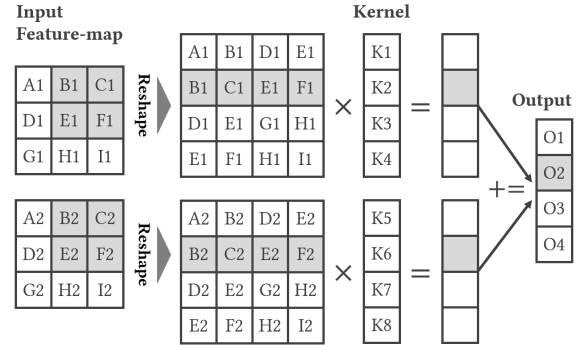 Input
Feature-map
Kernel
A1 B1 C1
D1 E1 F1
G1 H1 I1
Reshape
A1 B1 D1 E1
B1 C1 E1 F1
D1 E1 G1 H1
E1 F1 H1 I1
×
K1
K2
K3
K4
=
Output
O1
O2
O3
O4
+=
A2 B2 C2
D2 E2 F2
G2 H2 I2
Reshape
A2 B2 D2 E2
B2 C2 E2 F2
D2 E2 G2 H2
E2 F2 H2 I2
×
K5
K6
K7
K8
=